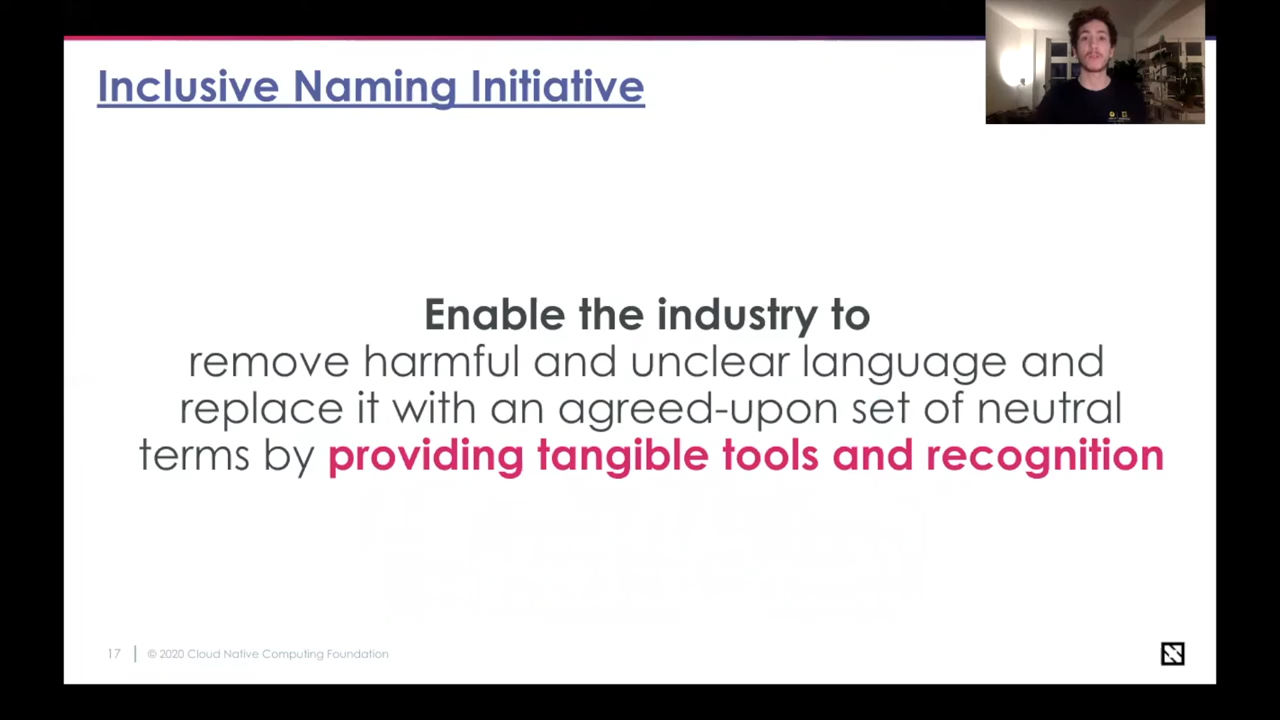 Inclusive Naming Initiative
Enable the industry to
remove harmful and unclear language and
replace it with an agreed-upon set of neutral
terms by providing tangible tools and recognition
17 | © 2020 Cloud Native Computing Foundation